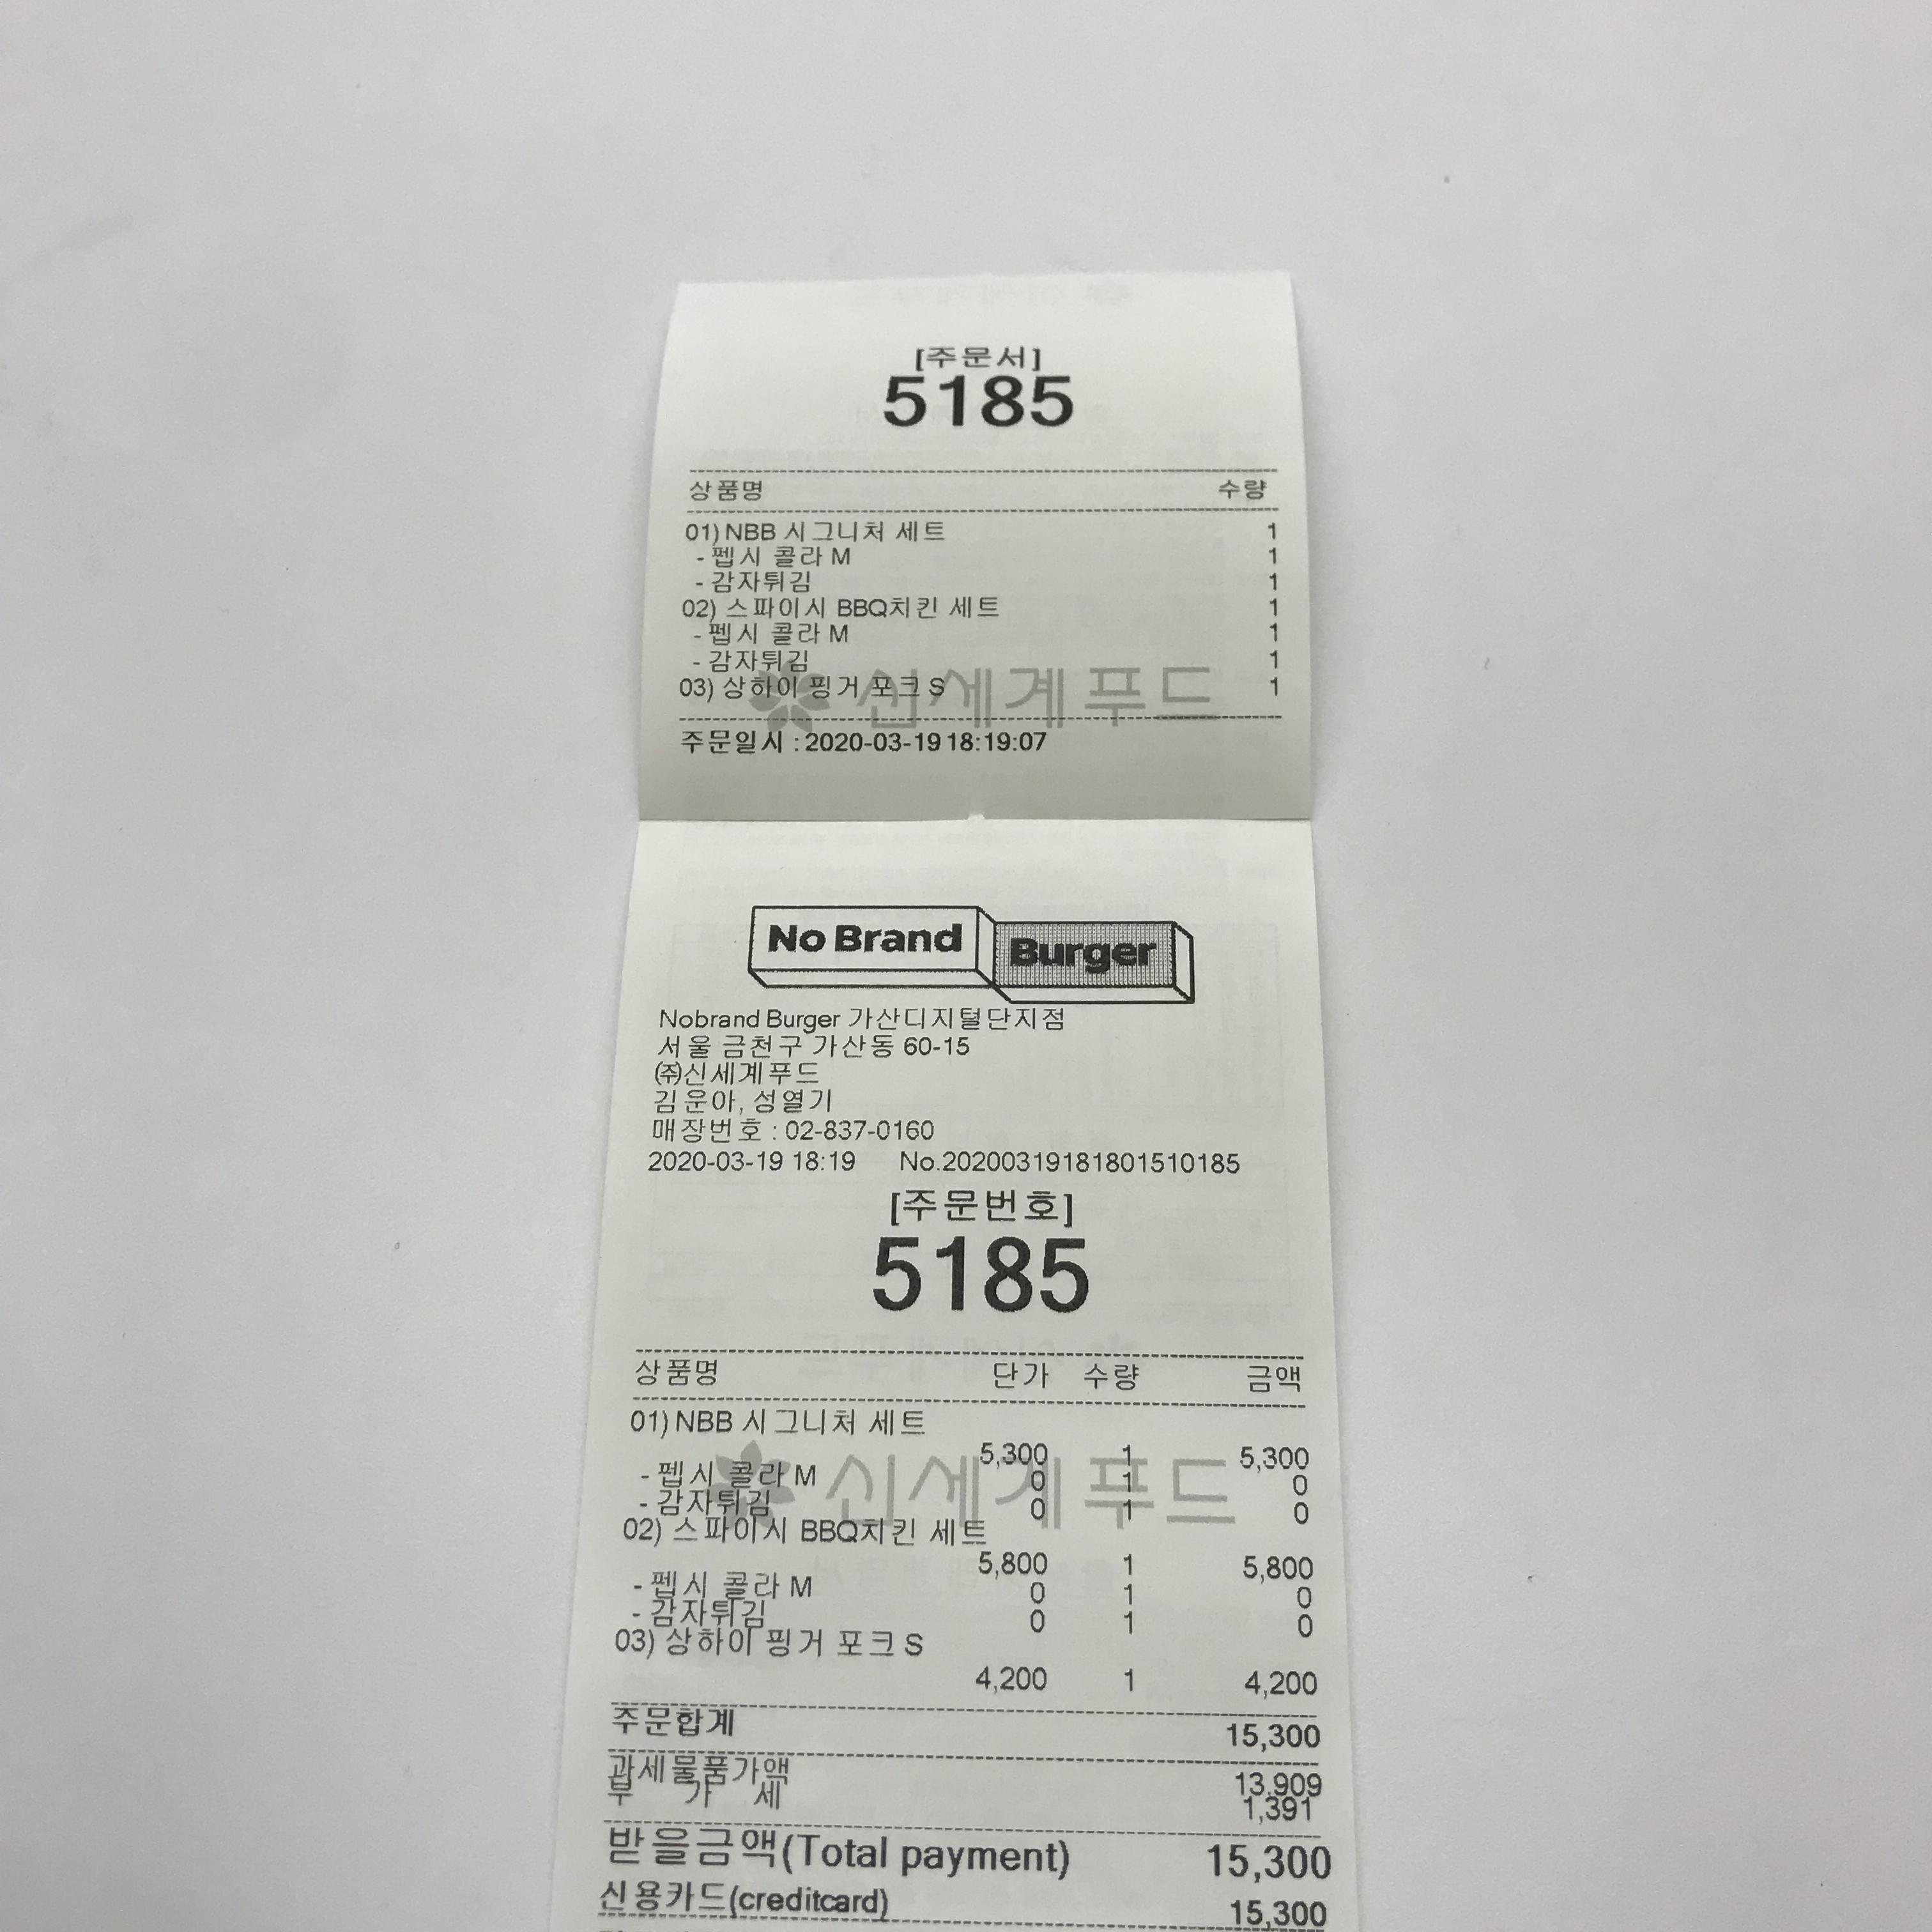 [주문서]
5185
상품명 수량
01) NBB 시그니처 세트 1
- 펩시 콜라 M 1
- 감자튀김 1
02) 스파이시 BBQ치킨 세트 1
- 펩시 콜라 M 1
- 감자튀김 1
03) 상하이 핑거 포크 S 1
신세계푸드
주문일시 : 2020-03-19 18:19:07
No Brand Burger
Nobrand Burger 가산디지털단지점
서울 금천구 가산동 60-15
㈜신세계푸드
김운아, 성열기
매장번호 : 02-837-0160
2020-03-19 18:19 No.20200319181801510185
[주문번호]
5185
상품명 단가 수량 금액
01) NBB 시그니처 세트
5,300 1 5,300
- 펩시 콜라 M 0 1 0
- 감자튀김 0 1 0
신세계푸드
02) 스파이시 BBQ치킨 세트
5,800 1 5,800
- 펩시 콜라 M 0 1 0
- 감자튀김 0 1 0
03) 상하이 핑거 포크 S
4,200 1 4,200
주문합계 15,300
과세물품가액 13,909
부 가 세 1,391
받을금액(Total payment) 15,300
신용카드(creditcard) 15,300